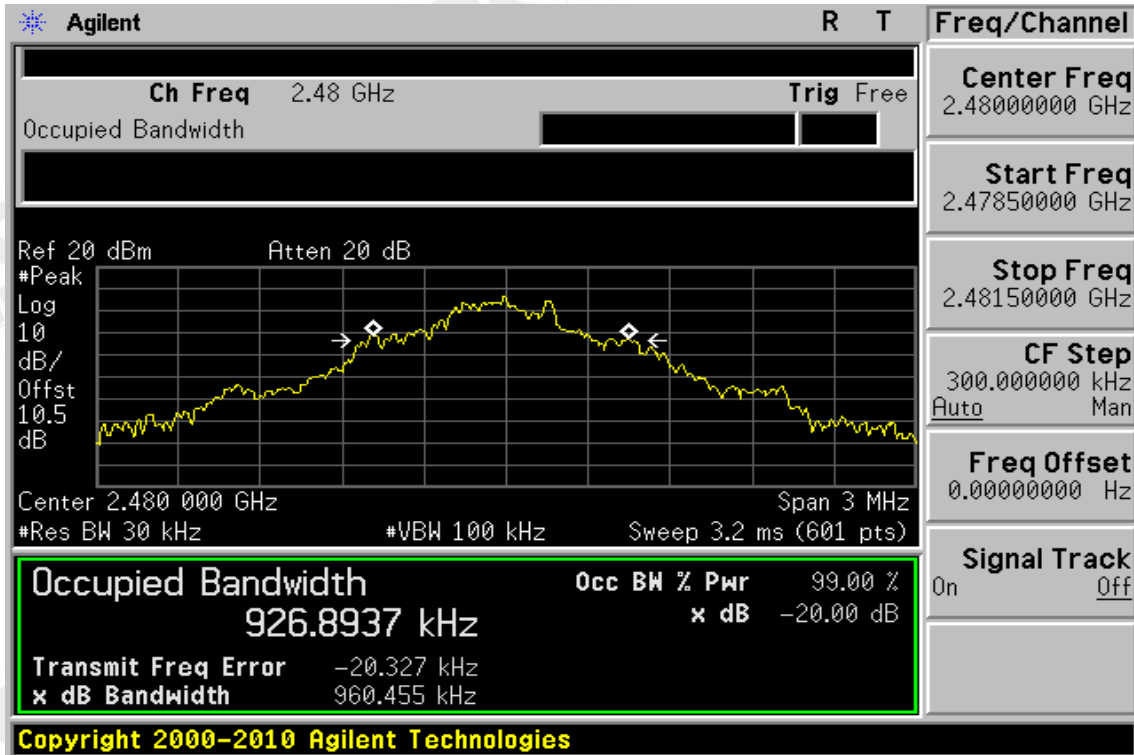 Agilent R T
Ch Freq 2.48 GHz Trig Free
Occupied Bandwidth
Ref 20 dBm Atten 20 dB
#Peak
Log
10
dB/
Offst
10.5
dB
Center 2.480 000 GHz Span 3 MHz
#Res BW 30 kHz #VBW 100 kHz Sweep 3.2 ms (601 pts)
Occupied Bandwidth
926.8937 kHz
Occ BW % Pwr 99.00 %
x dB -20.00 dB
Transmit Freq Error -20.327 kHz
x dB Bandwidth 960.455 kHz
Copyright 2000-2010 Agilent Technologies
Freq/Channel
Center Freq
2.48000000 GHz
Start Freq
2.47850000 GHz
Stop Freq
2.48150000 GHz
CF Step
300.000000 kHz
Auto Man
Freq Offset
0.00000000 Hz
Signal Track
On Off